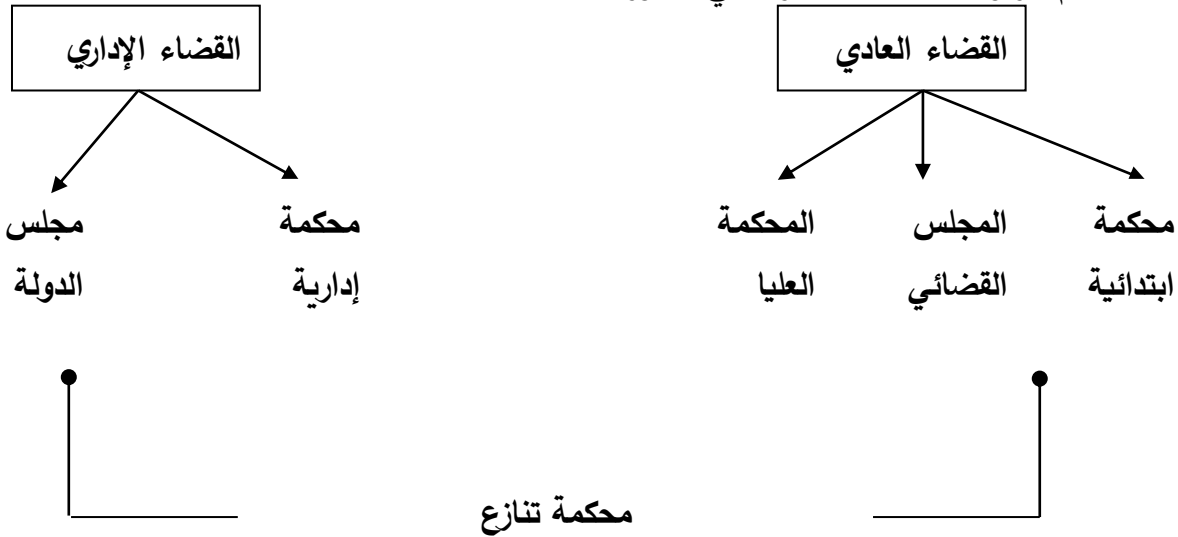 القضاء العادي
القضاء الإداري
محكمة ابتدائية
المجلس القضائي
المحكمة العليا
محكمة إدارية
مجلس الدولة
محكمة تنازع